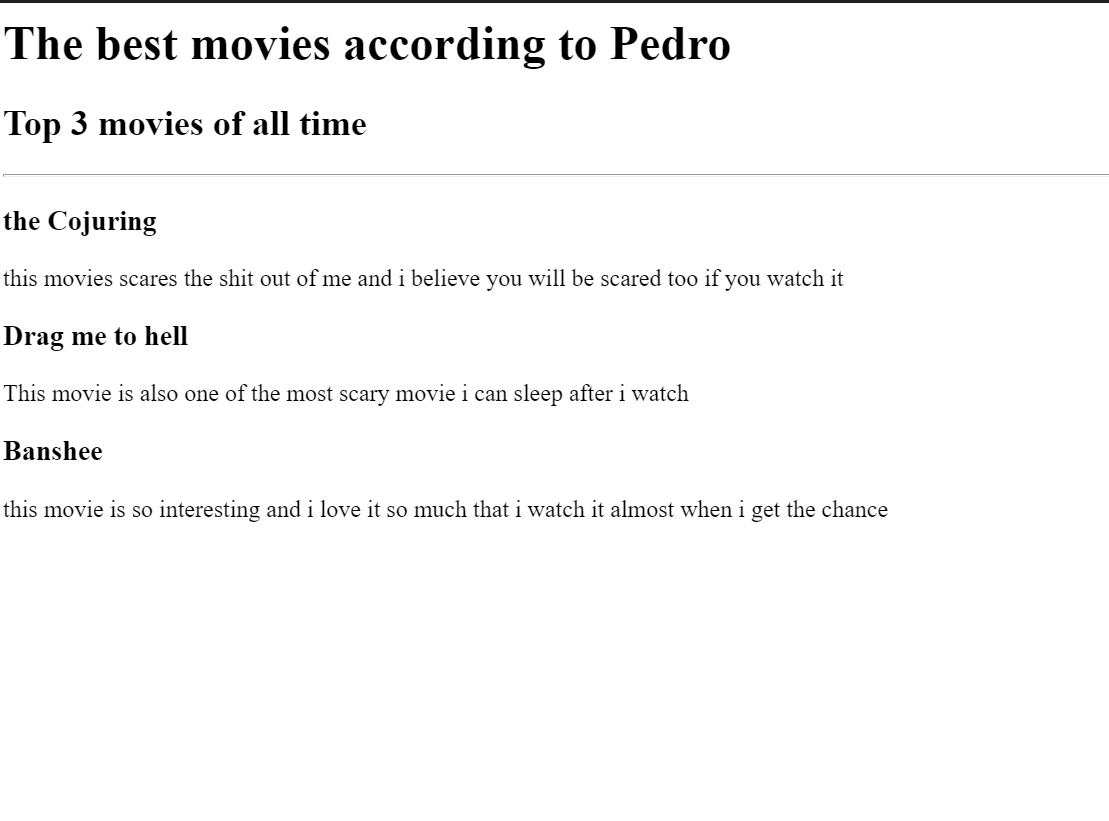 The best movies according to Pedro
Top 3 movies of all time
the Cojuring
this movies scares the shit out of me and i believe you will be scared too if you watch it
Drag me to hell
This movie is also one of the most scary movie i can sleep after i watch
Banshee
this movie is so interesting and i love it so much that i watch it almost when i get the chance